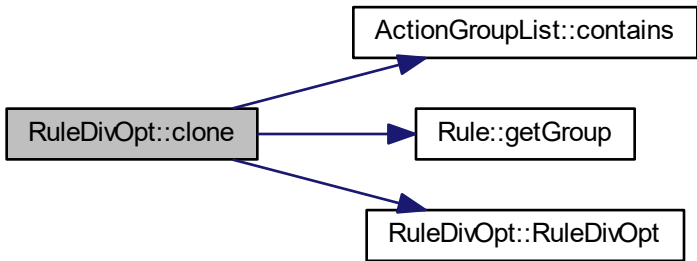 ActionGroupList::contains
RuleDivOpt::clone
Rule::getGroup
RuleDivOpt::RuleDivOpt